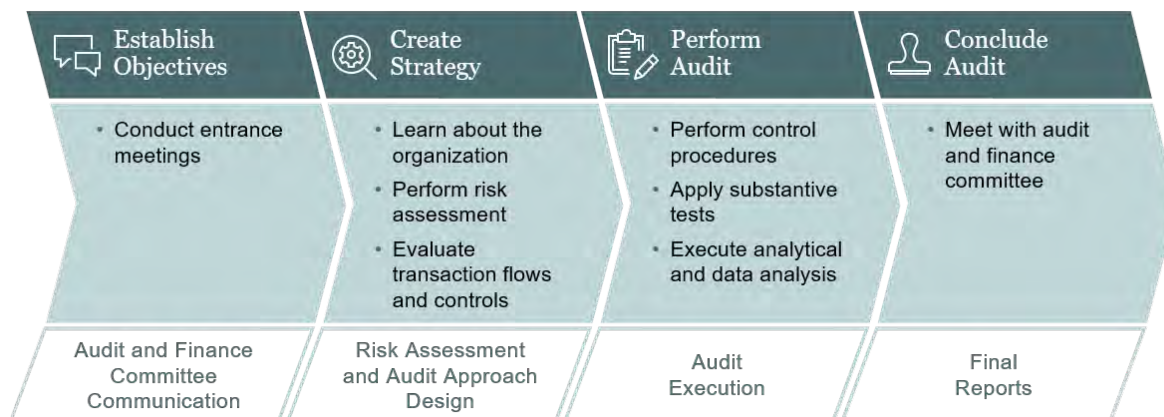 Establish
Objectives
Create
Strategy
Perform
Audit
Conclude
Audit
• Conduct entrance
meetings
• Learn about the
organization
• Perform risk
assessment
• Evaluate
transaction flows
and controls
• Perform control
procedures
• Apply substantive
tests
• Execute analytical
and data analysis
• Meet with audit
and finance
committee
Audit and Finance
Committee
Communication
Risk Assessment
and Audit Approach
Design
Audit
Execution
Final
Reports